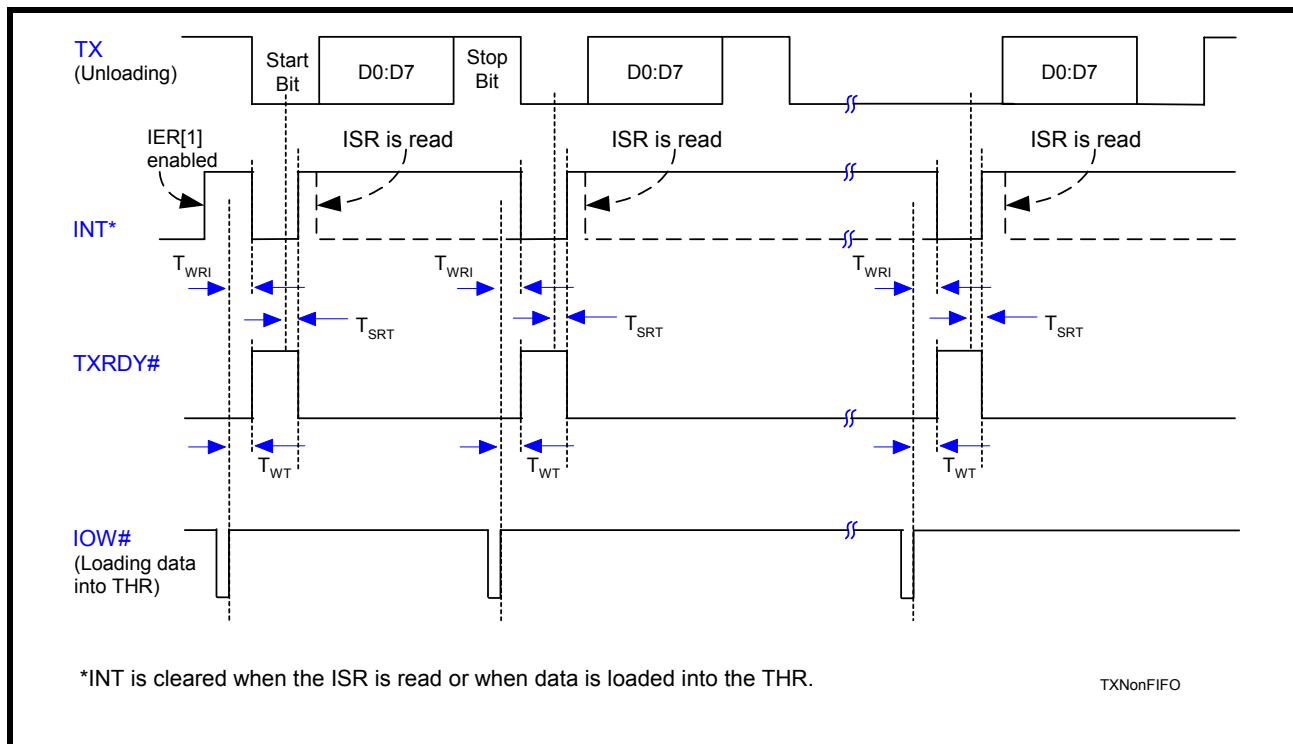 TX
(Unloading)
Start
Bit
D0:D7
Stop
Bit
D0:D7
D0:D7
IER[1]
enabled
ISR is read
ISR is read
ISR is read
INT*
TWRI
TWRI
TWRI
TSRT
TSRT
TSRT
TXRDY#
TWT
TWT
TWT
IOW#
(Loading data
into THR)
*INT is cleared when the ISR is read or when data is loaded into the THR.
TXNonFIFO